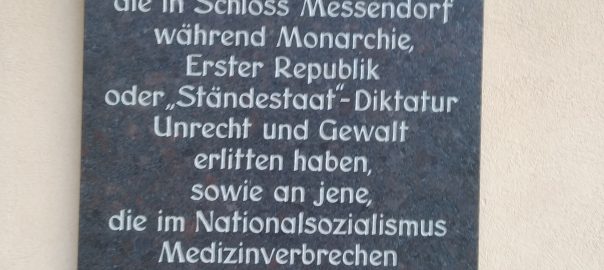 die in Schloss Messendorf
während Monarchie,
Erster Republik
oder „Ständestaat“-Diktatur
Unrecht und Gewalt
erlitten haben,
sowie an jene,
die im Nationalsozialismus
Medizinverbrechen